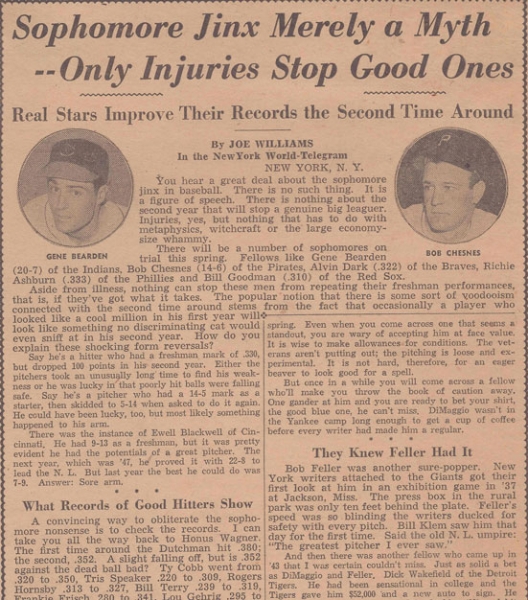 Sophomore Jinx Merely a Myth
--Only Injuries Stop Good Ones
Real Stars Improve Their Records the Second Time Around
By JOE WILLIAMS
In the NewYork World-Telegram
NEW YORK, N. Y.
You hear a great deal about the sophomore
jinx in baseball. There is no such thing. It is
a figure of speech. There is nothing about the
second year that will stop a genuine big leaguer.
Injuries, yes, but nothing that has to do with
metaphysics, witchcraft or the large economy-
size whammy.
There will be a number of sophomores on
trial this spring. Fellows like Gene Bearden
GENE BEARDEN
BOB CHESNES
(20-7) of the Indians, Bob Chesnes (14-6) of the Pirates, Alvin Dark (.322) of the Braves, Richie
Ashburn (.333) of the Phillies and Bill Goodman (.310) of the Red Sox.
Aside from illness, nothing can stop these men from repeating their freshman performances,
that is, if they've got what it takes. The popular notion that there is some sort of voodooism
connected with the second time around stems from the fact that occasionally a player who
looked like a cool million in his first year will
look like something no discriminating cat would
even sniff at in his second year. How do you
explain these shocking form reversals?
Say he's a hitter who had a freshman mark of .330,
but dropped 100 points in his second year. Either the
pitchers took an unusually long time to find his weak-
ness or he was lucky in that poorly hit balls were falling
safe. Say he's a pitcher who had a 14-5 mark as a
starter, then skidded to 5-14 when asked to do it again.
He could have been lucky, too, but most likely something
happened to his arm.
There was the instance of Ewell Blackwell of Cin-
cinnati. He had 9-13 as a freshman, but it was pretty
evident he had the potentials of a great pitcher. The
next year, which was '47, he proved it with 22-8 to
lead the N. L. But last year the best he could do was
7-9. Answer: Sore arm.
What Records of Good Hitters Show
A convincing way to obliterate the sopho-
more nonsense is to check the records. I can
take you all the way back to Honus Wagner.
The first time around the Dutchman hit .380;
the second, .352. A slight falling off, but is .352
against the dead ball bad? Ty Cobb went from
.320 to .350, Tris Speaker .220 to .309, Rogers
Hornsby .313 to .327, Bill Terry .239 to .319,
Frankie Frisch .280 to .341, Lou Gehrig .295 to
spring. Even when you come across one that seems a
standout, you are wary of accepting him at face value.
It is wise to make allowances for conditions. The vet-
erans aren't putting out; the pitching is loose and ex-
perimental. It is not hard, therefore, for an eager
beaver to look good for a spell.
But once in a while you will come across a fellow
who'll make you throw the book of caution away.
One gander at him and you are ready to bet your shirt,
the good blue one, he can't miss. DiMaggio wasn't in
the Yankee camp long enough to get a cup of coffee
before every writer had made him a regular.
They Knew Feller Had It
Bob Feller was another sure-popper. New
York writers attached to the Giants got their
first look at him in an exhibition game in '37
at Jackson, Miss. The press box in the rural
park was only ten feet behind the plate. Feller's
speed was so blinding the writers ducked for
safety with every pitch. Bill Klem saw him that
day for the first time. Said the old N. L. umpire:
"The greatest pitcher I ever saw."
And then there was another fellow who came up in
'43 that was a certain couldn't miss. Just as solid a bet
as DiMaggio and Feller, Dick Wakefield of the Detroit
Tigers. He had been sensational in college and the
Tigers gave him $52,000 and a new auto to sign. He